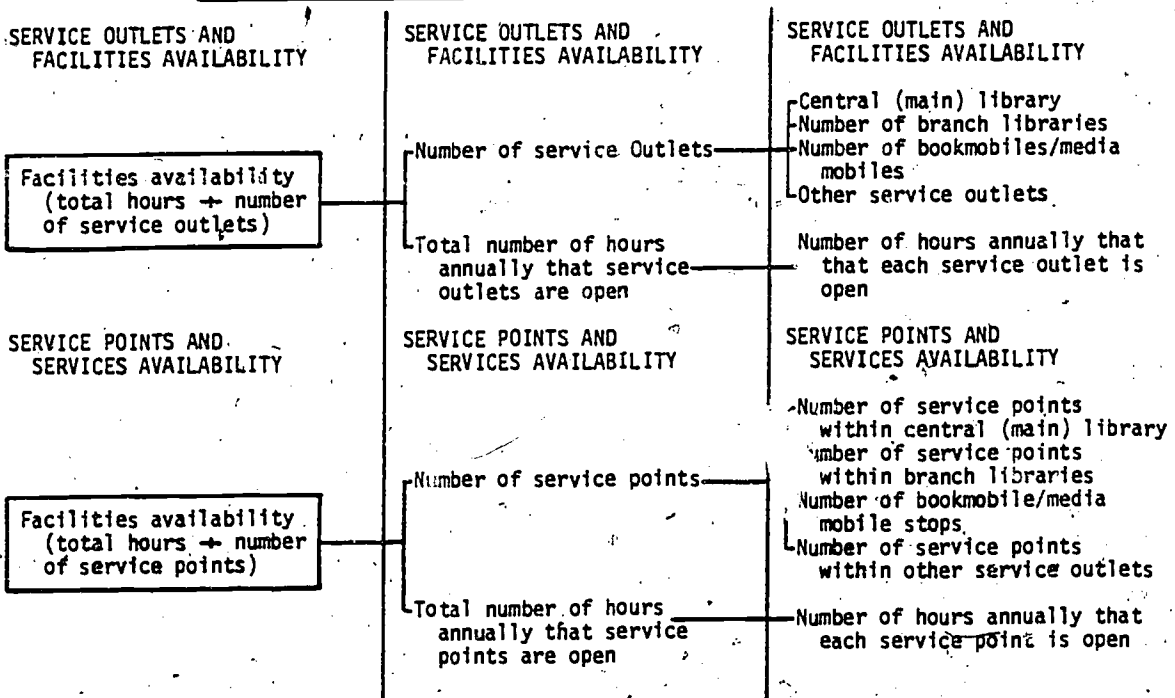 SERVICE OUTLETS AND
FACILITIES AVAILABILITY
Facilities availability
(total hours ÷ number
of service outlets)
SERVICE POINTS AND
SERVICES AVAILABILITY
Facilities availability
(total hours ÷ number
of service points)
SERVICE OUTLETS AND
FACILITIES AVAILABILITY
Number of service Outlets
Total number of hours
annually that service
outlets are open
SERVICE POINTS AND
SERVICES AVAILABILITY
Number of service points
Total number of hours
annually that service
points are open
SERVICE OUTLETS AND
FACILITIES AVAILABILITY
Central (main) library
Number of branch libraries
Number of bookmobiles/media
mobiles
Other service outlets
Number of hours annually that
that each service outlet is
open
SERVICE POINTS AND
SERVICES AVAILABILITY
Number of service points
within central (main) library
umber of service points
within branch libraries
Number of bookmobile/media
mobile stops
Number of service points
within other service outlets
Number of hours annually that
each service point is open